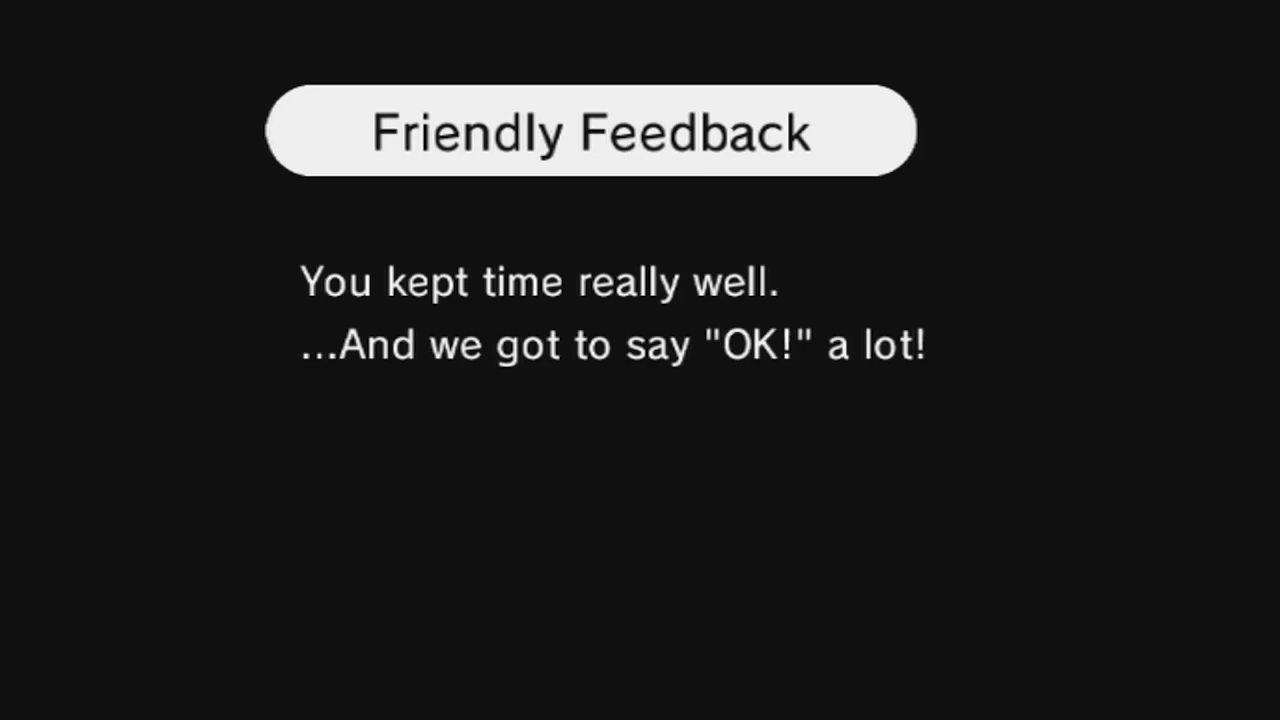 Friendly Feedback
You kept time really well.
...And we got to say "OK!" a lot!